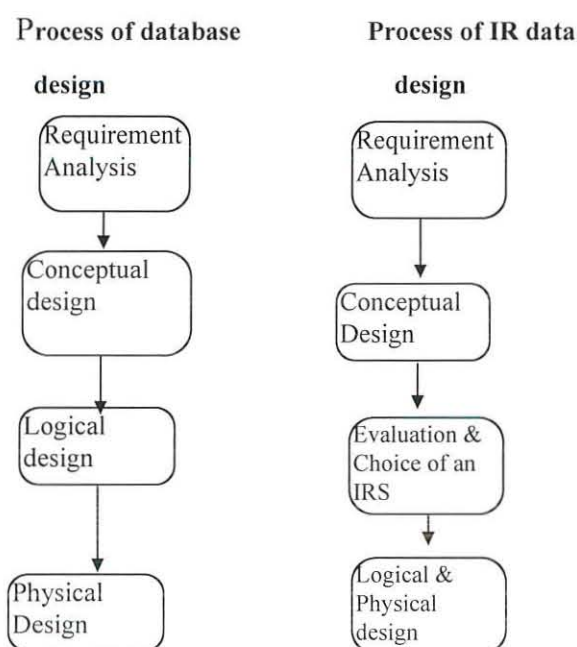 Process of database
design
Requirement
Analysis
Conceptual
design
Logical
design
Physical
Design
Process of IR data
design
Requirement
Analysis
Conceptual
Design
Evaluation &
Choice of an
IRS
Logical &
Physical
design